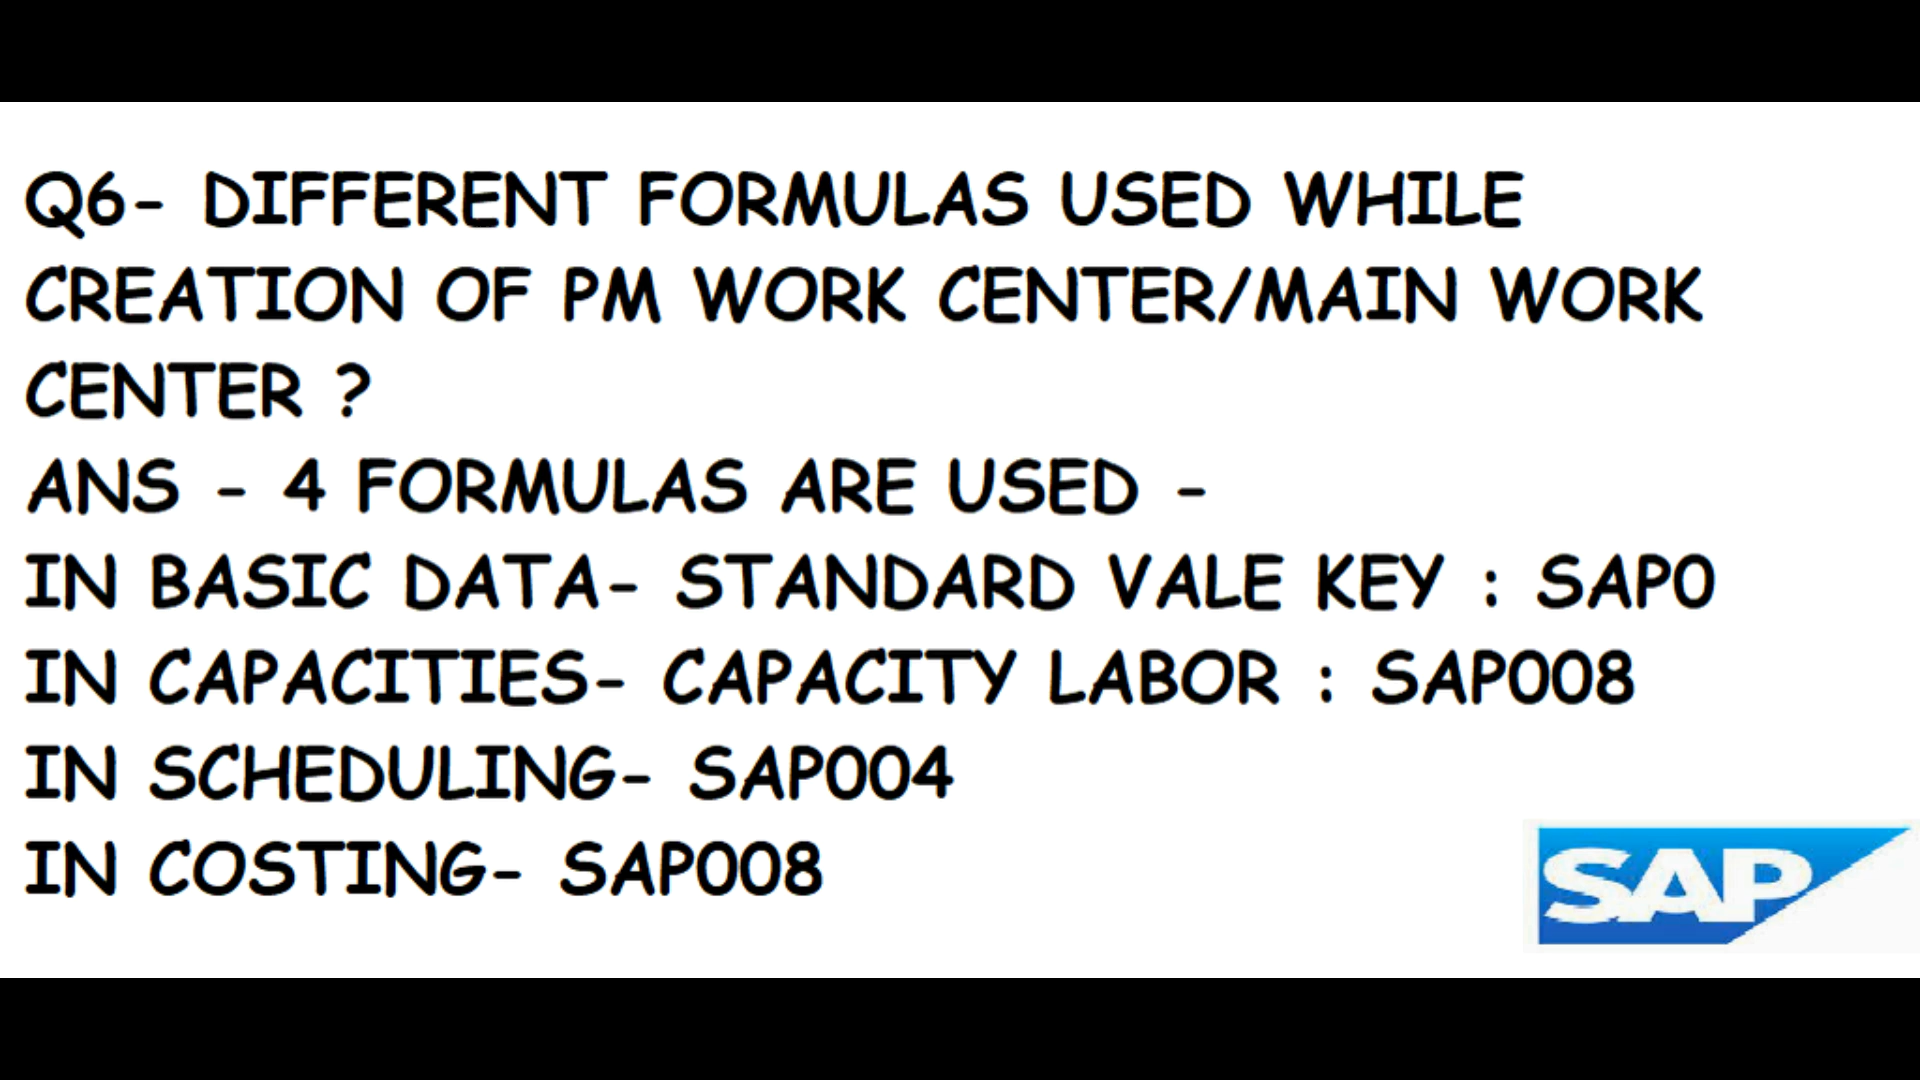 Q6- DIFFERENT FORMULAS USED WHILE
CREATION OF PM WORK CENTER/MAIN WORK
CENTER ?
ANS - 4 FORMULAS ARE USED -
IN BASIC DATA- STANDARD VALE KEY : SAP0
IN CAPACITIES- CAPACITY LABOR : SAP008
IN SCHEDULING- SAP004
IN COSTING- SAP008
SAP